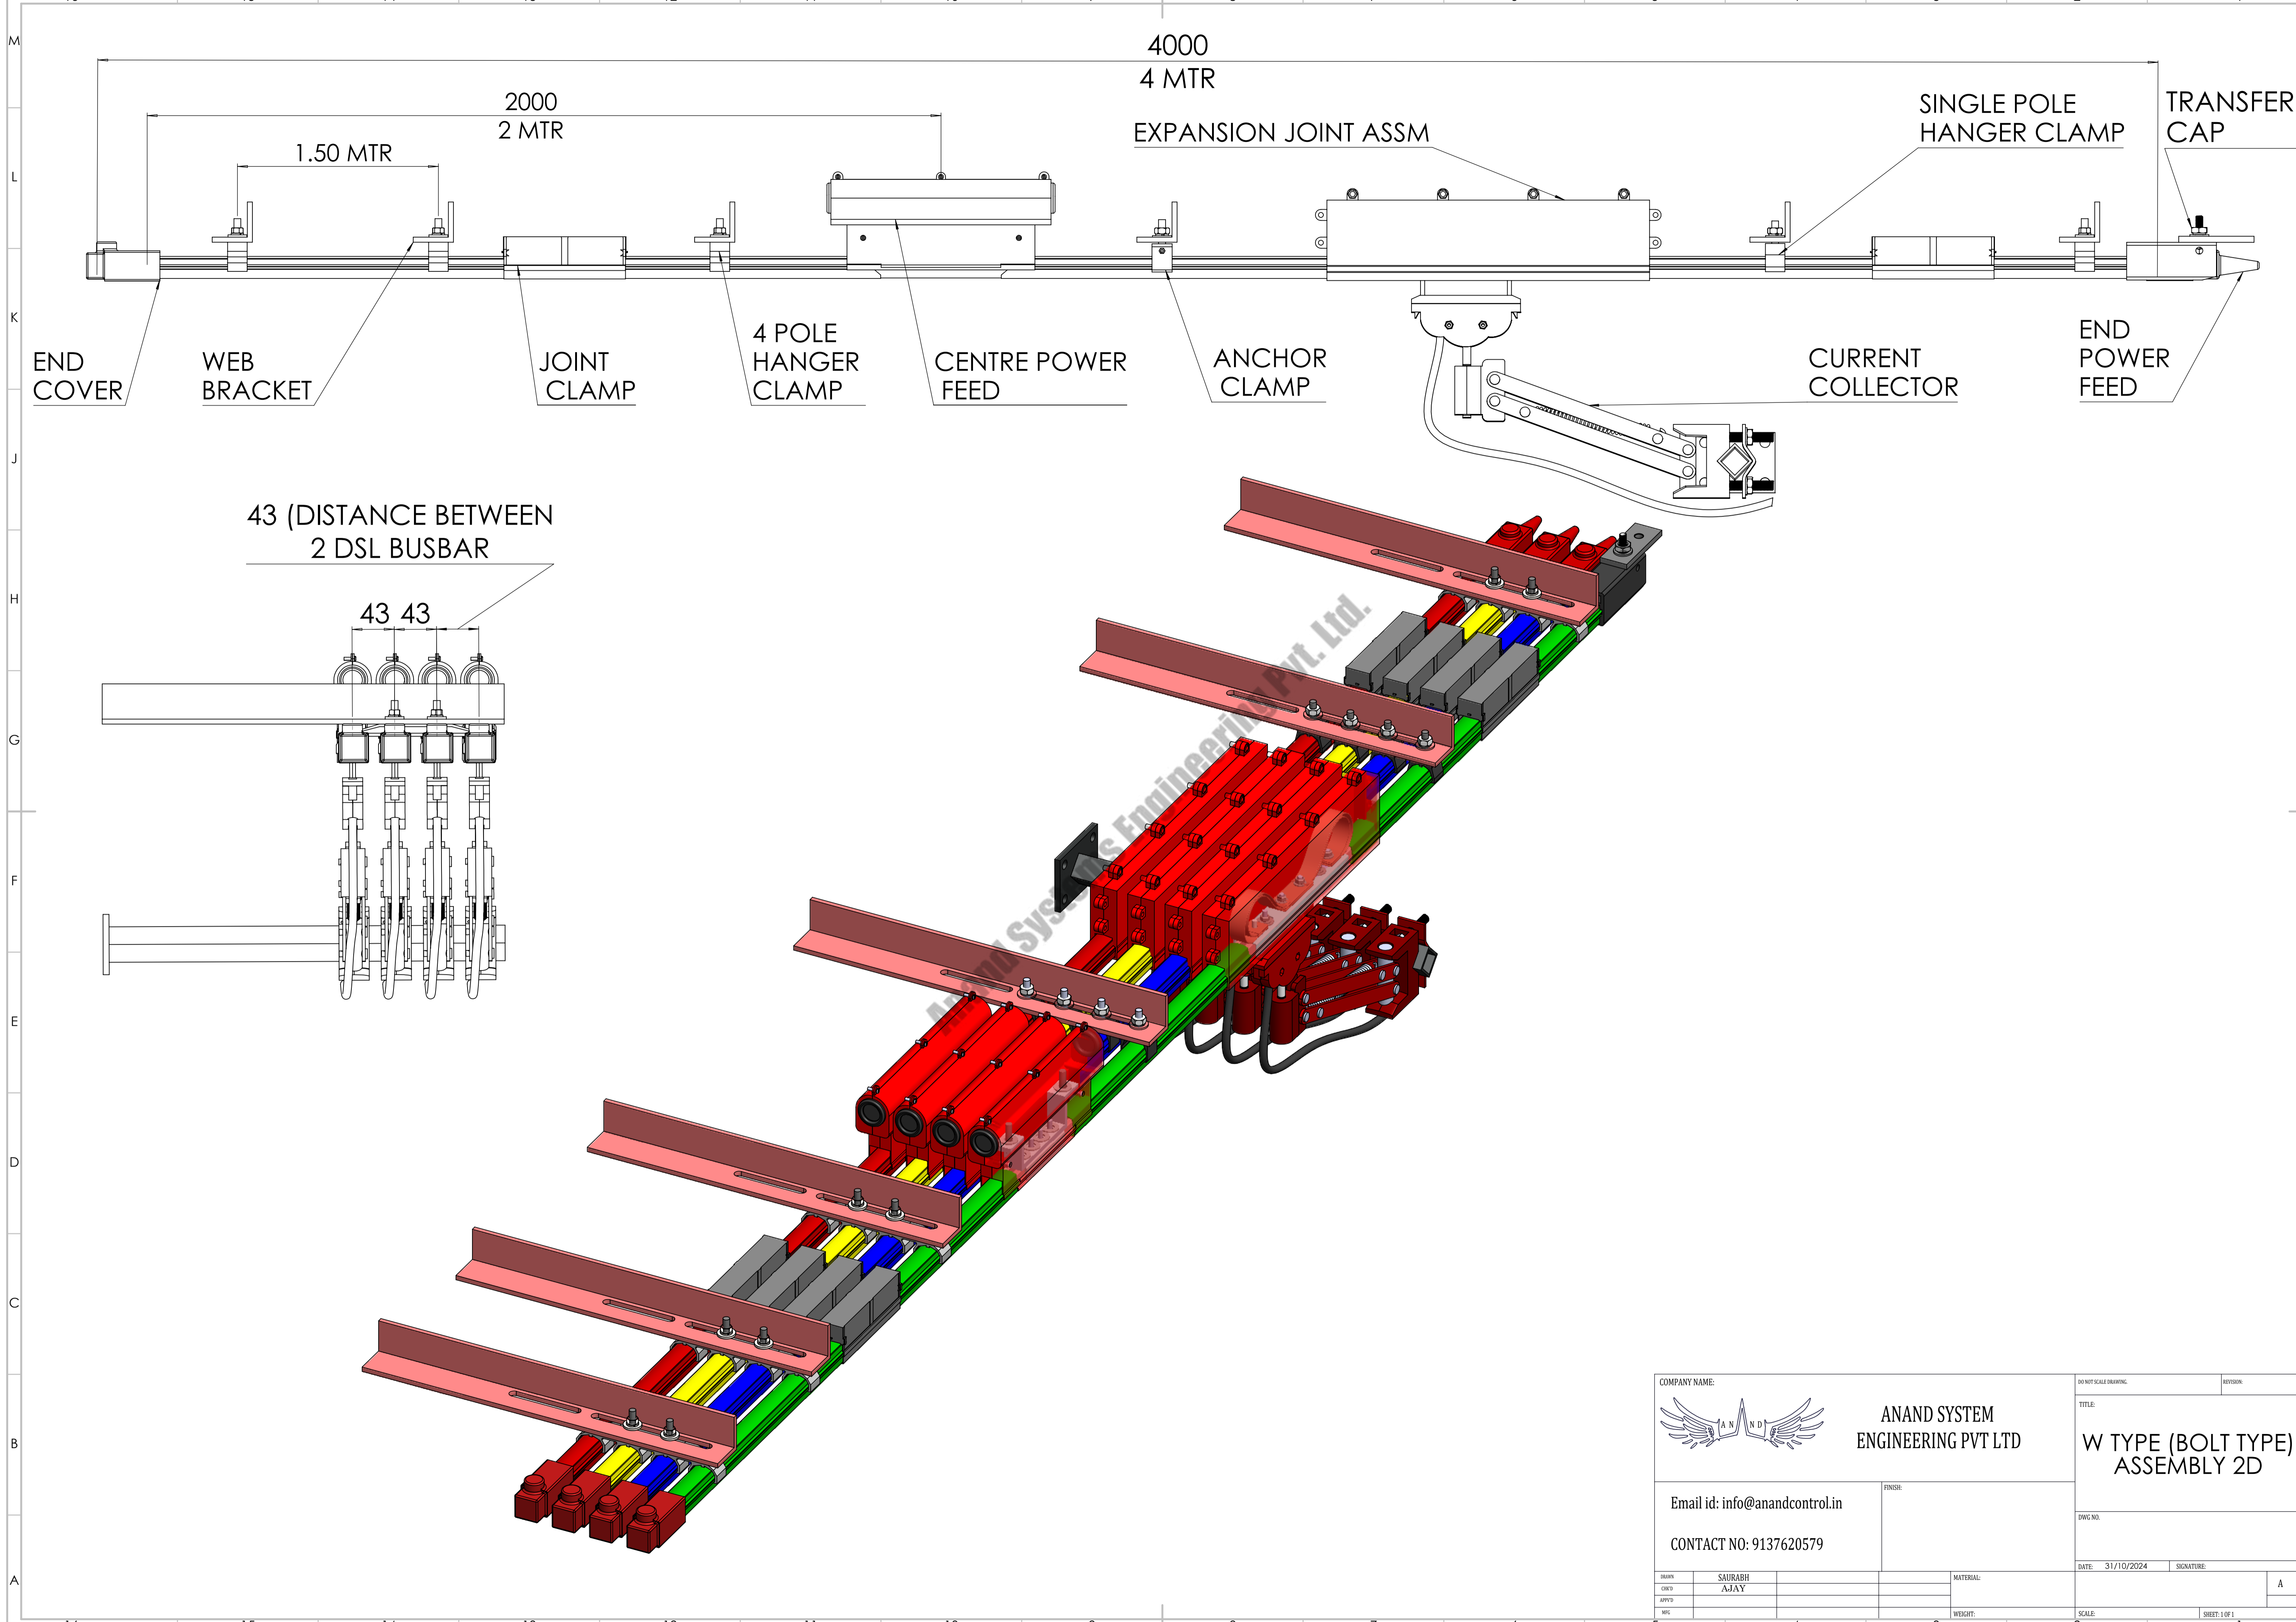 4000
4 MTR
2000
2 MTR
1.50 MTR
EXPANSION JOINT ASSM
SINGLE POLE
HANGER CLAMP
TRANSFER
CAP
END
COVER
WEB
BRACKET
JOINT
CLAMP
4 POLE
HANGER
CLAMP
CENTRE POWER
FEED
ANCHOR
CLAMP
CURRENT
COLLECTOR
END
POWER
FEED
43 (DISTANCE BETWEEN
2 DSL BUSBAR
43 43
Anand Systems Engineering Pvt. Ltd.
M
L
K
J
H
G
F
E
D
C
B
A
COMPANY NAME:
A N N D
ANAND SYSTEM
ENGINEERING PVT LTD
Email id: info@anandcontrol.in
CONTACT NO: 9137620579
FINISH:
DO NOT SCALE DRAWING
REVISION:
TITLE:
W TYPE (BOLT TYPE)
ASSEMBLY 2D
DWG NO.
DATE: 31/10/2024
SIGNATURE:
DRAWN SAURABH
CHK'D AJAY
APPV'D
MFG
MATERIAL:
WEIGHT:
A
SCALE:
SHEET: 1 OF 1